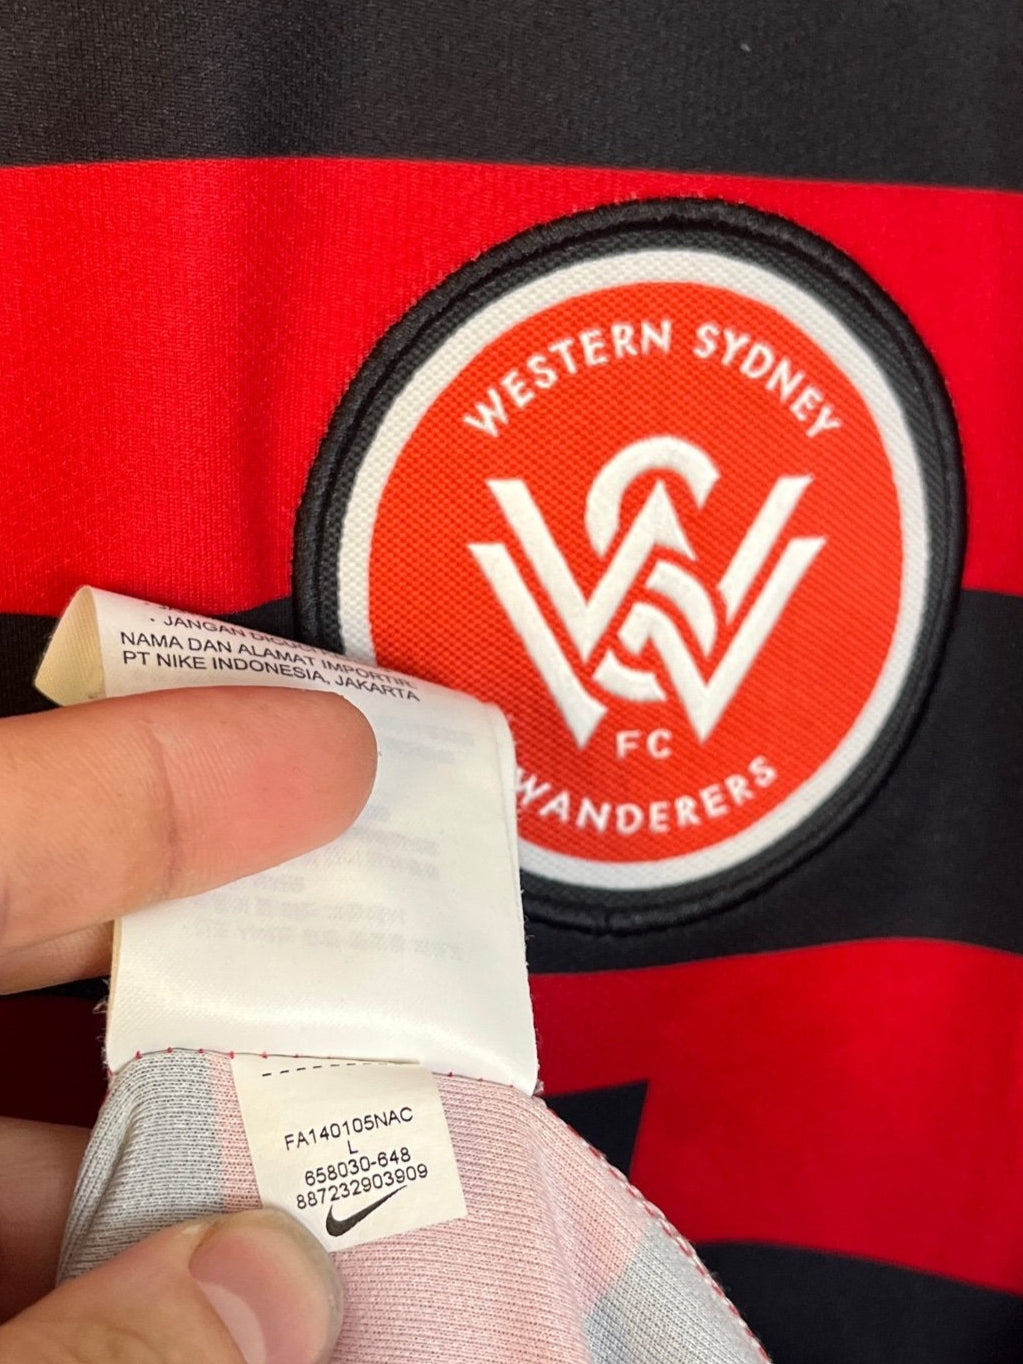 WESTERN SYDNEY
FC
WANDERERS
NAMA DAN ALAMAT IMPORTIR:
PT NIKE INDONESIA, JAKARTA
FA140105NAC
L
658030-648
887232903909